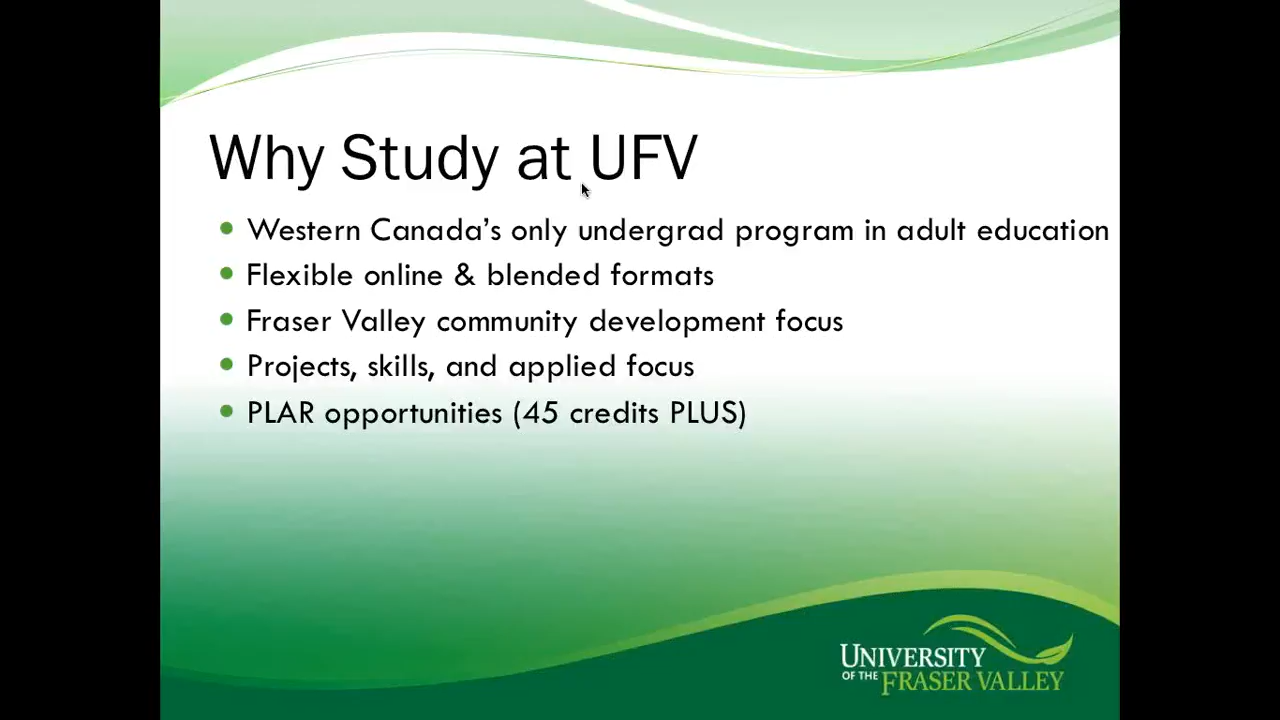 Why Study at UFV
Western Canada's only undergrad program in adult education
Flexible online & blended formats
Fraser Valley community development focus
Projects, skills, and applied focus
PLAR opportunities (45 credits PLUS)
UNIVERSITY
OF THE FRASER VALLEY